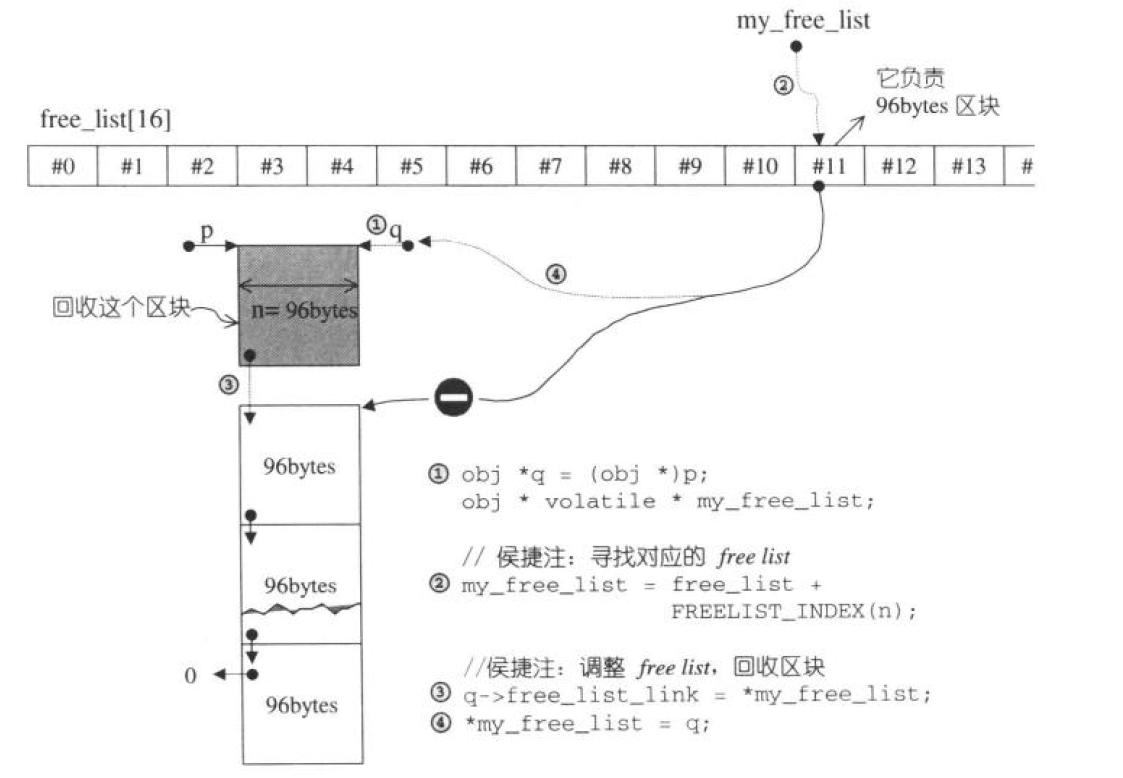 my_free_list
②
它负责
96bytes 区块
free_list[16]
#0 #1 #2 #3 #4 #5 #6 #7 #8 #9 #10 #11 #12 #13 #
p
① q
④
回收这个区块
n= 96bytes
③
96bytes
96bytes
0
96bytes
① obj *q = (obj *)p;
obj * volatile * my_free_list;
// 侯捷注：寻找对应的 free list
② my_free_list = free_list +
FREELIST_INDEX(n);
//侯捷注：调整 free list，回收区块
③ q->free_list_link = *my_free_list;
④ *my_free_list = q;